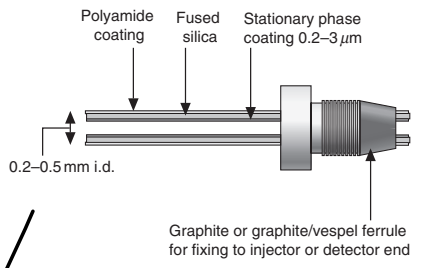 Polyamide
coating
Fused
silica
Stationary phase
coating 0.2–3 μm
0.2–0.5 mm i.d.
Graphite or graphite/vespel ferrule
for fixing to injector or detector end